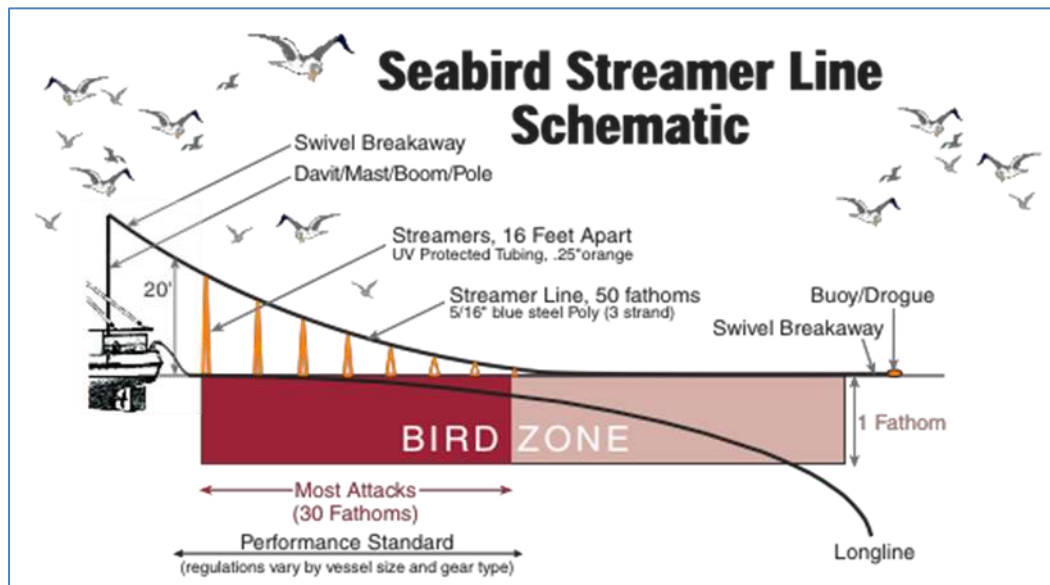 Seabird Streamer Line
Schematic
Swivel Breakaway
Davit/Mast/Boom/Pole
Streamers, 16 Feet Apart
UV Protected Tubing, .25"orange
20'
Streamer Line, 50 fathoms
5/16" blue steel Poly (3 strand)
Buoy/Drogue
Swivel Breakaway
BIRD ZONE
1 Fathom
Most Attacks
(30 Fathoms)
Performance Standard
(regulations vary by vessel size and gear type)
Longline